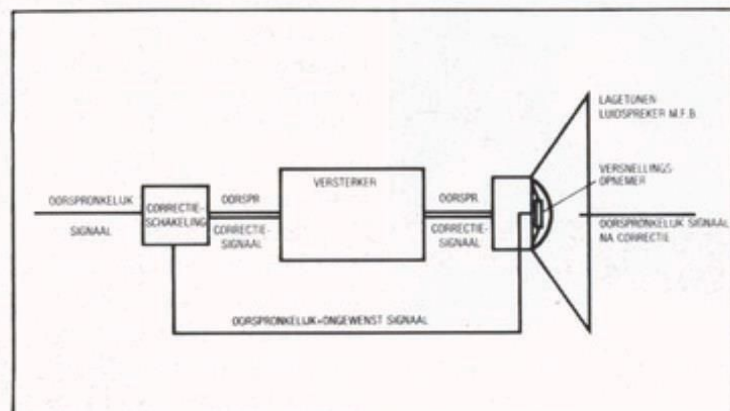 LAGETONEN-
LUIDSPREKER M.F.B.
VERSNELLINGS-
OPNEMER
VERSTERKER
OORSPRONKELIJK
SIGNAAL
CORRECTIE-
SCHAKELING
OORSPR.
CORRECTIE-
SIGNAAL
OORSPR.
CORRECTIE-
SIGNAAL
OORSPRONKELIJK SIGNAAL
NA CORRECTIE
OORSPRONKELIJK+ONGEWENST SIGNAAL